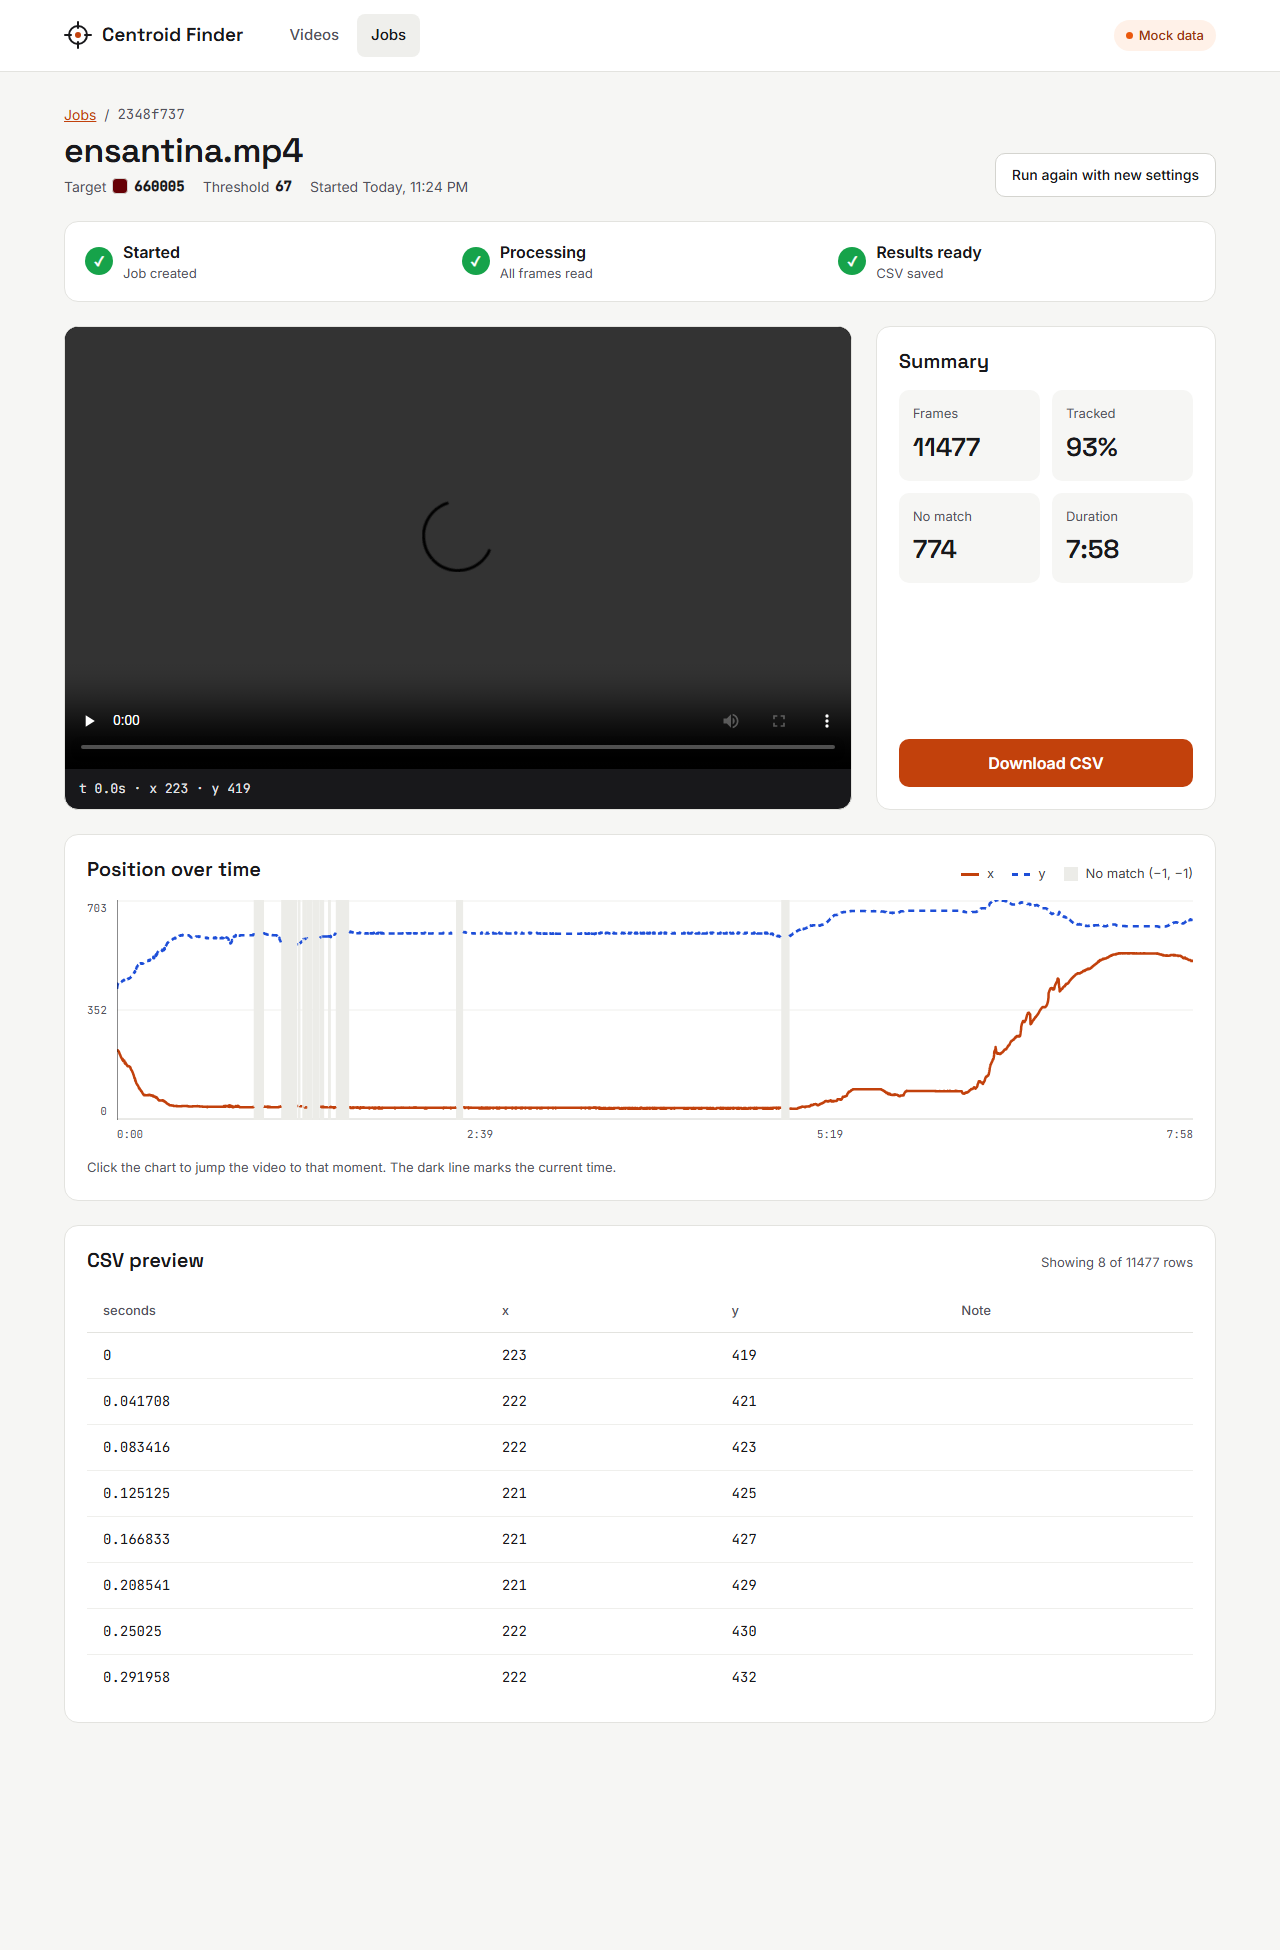 Centroid Finder
Videos
Jobs
Mock data
Jobs / 2348f737
ensantina.mp4
Target 660005 Threshold 67 Started Today, 11:24 PM
Run again with new settings
Started
Job created
Processing
All frames read
Results ready
CSV saved
0:00
t 0.0s · x 223 · y 419
Summary
Frames
11477
Tracked
93%
No match
774
Duration
7:58
Download CSV
Position over time
x
y
No match (−1, −1)
703
352
0
0:00
2:39
5:19
7:58
Click the chart to jump the video to that moment. The dark line marks the current time.
CSV preview
Showing 8 of 11477 rows
seconds x y Note
0 223 419
0.041708 222 421
0.083416 222 423
0.125125 221 425
0.166833 221 427
0.208541 221 429
0.25025 222 430
0.291958 222 432